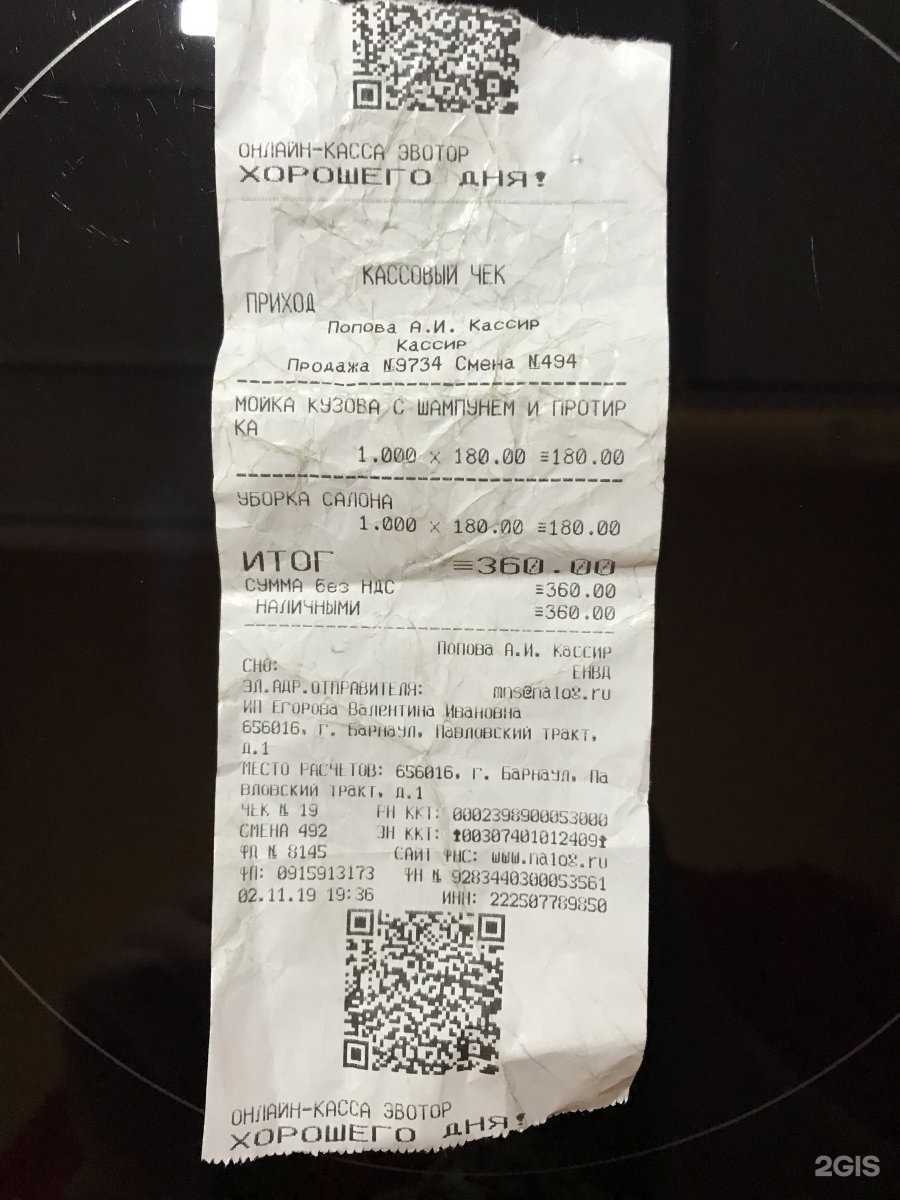 ОНЛАЙН-КАССА ЭВОТОР
ХОРОШЕГО ДНЯ!
КАССОВЫЙ ЧЕК
ПРИХОД
Попова А.И. Кассир
Кассир
Продажа №9734 Смена №494
МОЙКА КУЗОВА С ШАМПУНЕМ И ПРОТИР
КА
1.000 × 180.00 ≡180.00
УБОРКА САЛОНА
1.000 × 180.00 ≡180.00
ИТОГ ≡360.00
СУММА без НДС ≡360.00
НАЛИЧНЫМИ ≡360.00
Попова А.И. Кассир
СНО: ЕНВД
ЭЛ.АДР.ОТПРАВИТЕЛЯ: mns@nalog.ru
ИП Егорова Валентина Ивановна
656016, г. Барнаул, Павловский тракт,
д.1
МЕСТО РАСЧЕТОВ: 656016, г. Барнаул, Па
вловский тракт, д.1
ЧЕК № 19 РН ККТ: 0002398900053000
СМЕНА 492 ЗН ККТ: 00307401012409
ФД № 8145 САЙТ ФНС: www.nalog.ru
ФП: 0915913173 ФН № 9283440300053561
02.11.19 19:36 ИНН: 222507789850
ОНЛАЙН-КАССА ЭВОТОР
ХОРОШЕГО ДНЯ!
2GIS